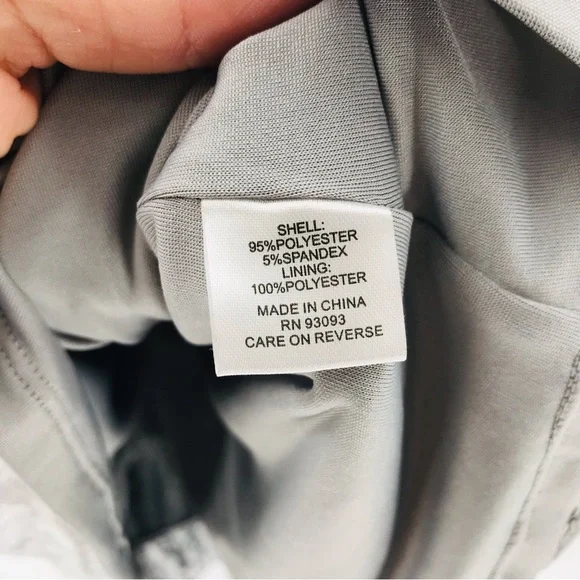 SHELL:
95%POLYESTER
5%SPANDEX
LINING:
100%POLYESTER
MADE IN CHINA
RN 93093
CARE ON REVERSE